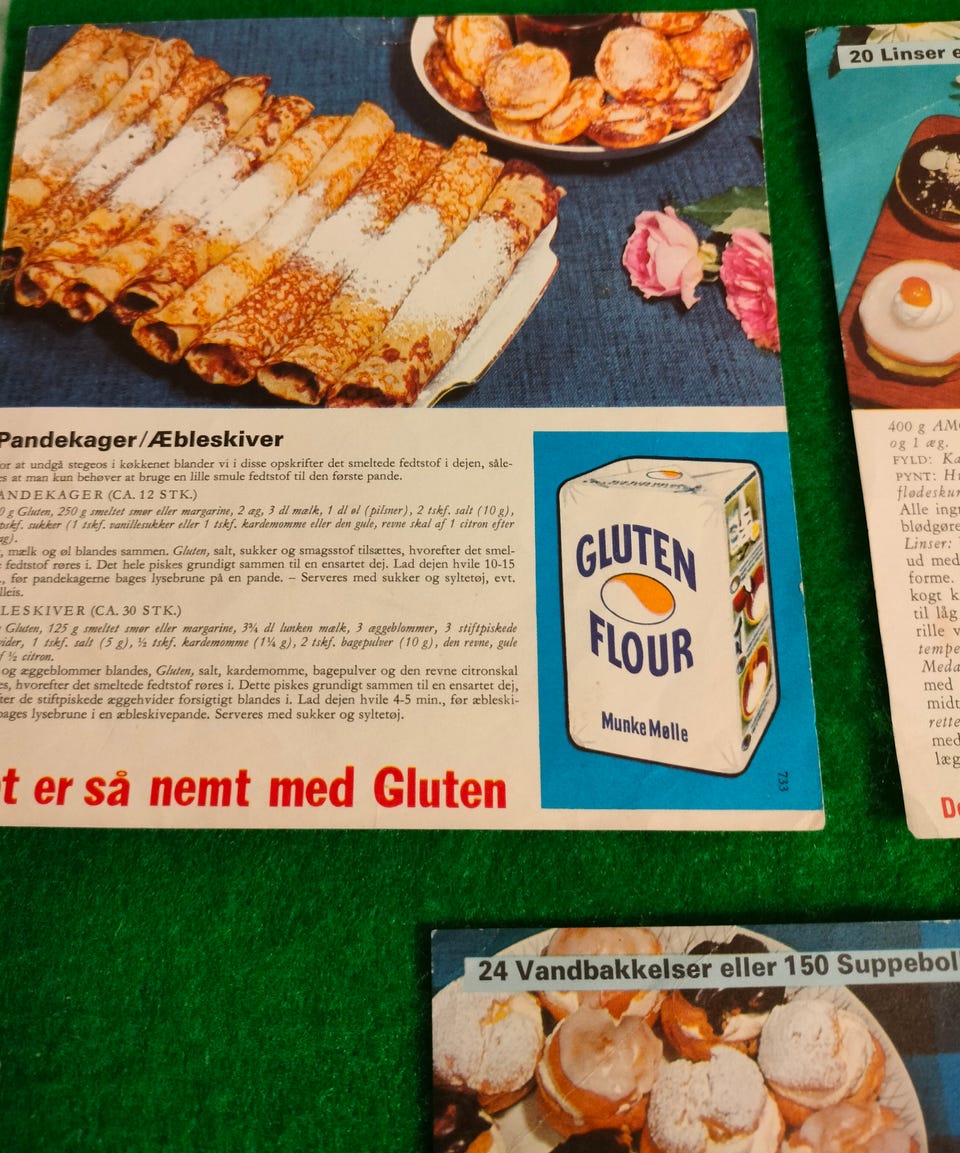 Pandekager/Æbleskiver
or at undgå stegeos i køkkenet blander vi i disse opskrifter det smeltede fedtstof i dejen, såle-
s at man kun behøver at bruge en lille smule fedtstof til den første pande.
ANDEKAGER (CA. 12 STK.)
0 g Gluten, 250 g smeltet smør eller margarine, 2 æg, 3 dl mælk, 1 dl øl (pilsner), 2 tskf. salt (10 g),
pskf. sukker (1 tskf. vanillesukker eller 1 tskf. kardemomme eller den gule, revne skal af 1 citron efter
ag).
, mælk og øl blandes sammen. Gluten, salt, sukker og smagsstof tilsættes, hvorefter det smel-
e fedtstof røres i. Det hele piskes grundigt sammen til en ensartet dej. Lad dejen hvile 10-15
., før pandekagerne bages lysebrune på en pande. – Serveres med sukker og syltetøj, evt.
lleis.
LESKIVER (CA. 30 STK.)
Gluten, 125 g smeltet smør eller margarine, 3¾ dl lunken mælk, 3 æggeblommer, 3 stiftpiskede
vider, 1 tskf. salt (5 g), ½ tskf. kardemomme (1¼ g), 2 tskf. bagepulver (10 g), den revne, gule
f ½ citron.
og æggeblommer blandes, Gluten, salt, kardemomme, bagepulver og den revne citronskal
es, hvorefter det smeltede fedtstof røres i. Dette piskes grundigt sammen til en ensartet dej,
ter de stiftpiskede æggehvider forsigtigt blandes i. Lad dejen hvile 4-5 min., før æbleski-
bages lysebrune i en æbleskivepande. Serveres med sukker og syltetøj.
t er så nemt med Gluten
GLUTEN
FLOUR
Munke Mølle
733
20 Linser e
400 g AM
og 1 æg.
FYLD: Ka
PYNT: H
flødesku
Alle ing
blødgør
Linser:
ud med
forme.
kogt k
til låg
rille v
tempe
Meda
med
midt
rette
med
læg
D
24 Vandbakkelser eller 150 Suppeboll